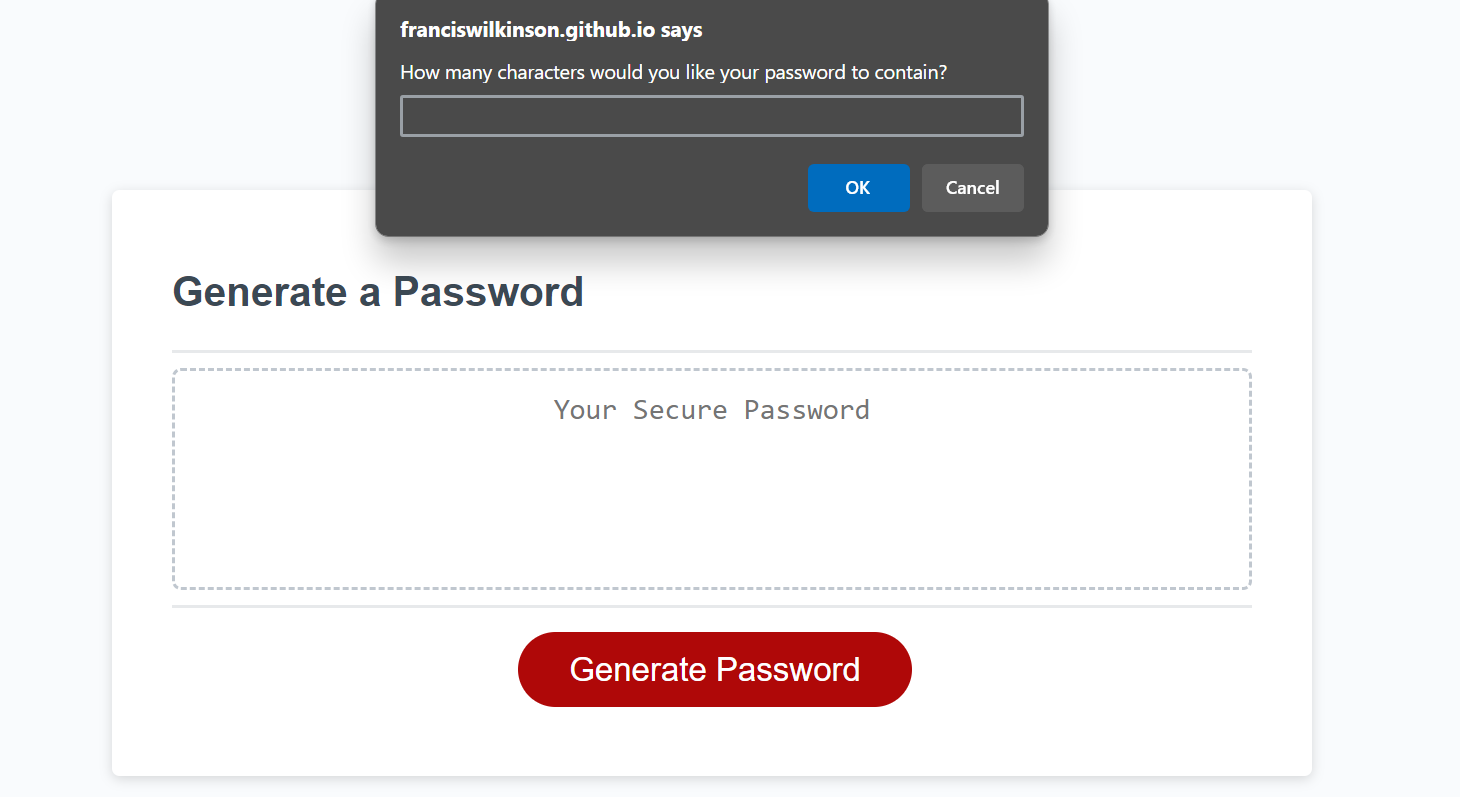 franciswilkinson.github.io says
How many characters would you like your password to contain?
OK
Cancel
Generate a Password
Your Secure Password
Generate Password